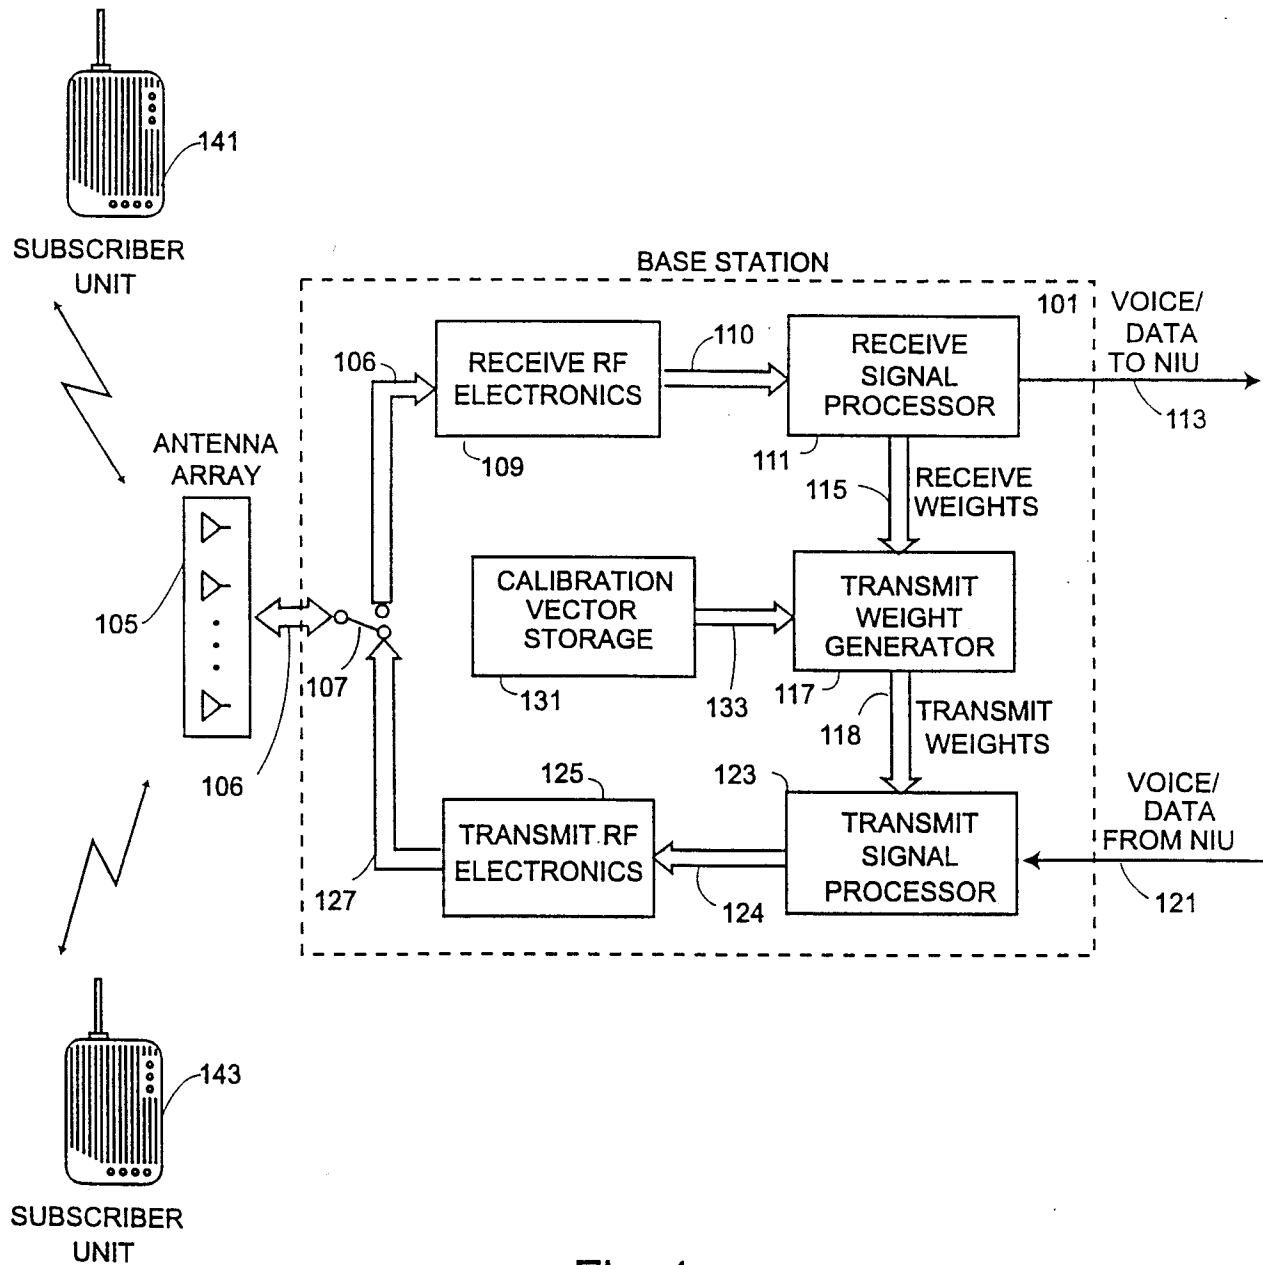 141
SUBSCRIBER
UNIT
BASE STATION
101
VOICE/
DATA
TO NIU
113
106
RECEIVE RF
ELECTRONICS
109
110
RECEIVE
SIGNAL
PROCESSOR
111
ANTENNA
ARRAY
115
RECEIVE
WEIGHTS
105
106
107
CALIBRATION
VECTOR
STORAGE
131
133
TRANSMIT
WEIGHT
GENERATOR
117
118
TRANSMIT
WEIGHTS
125
123
TRANSMIT RF
ELECTRONICS
127
124
TRANSMIT
SIGNAL
PROCESSOR
VOICE/
DATA
FROM NIU
121
143
SUBSCRIBER
UNIT